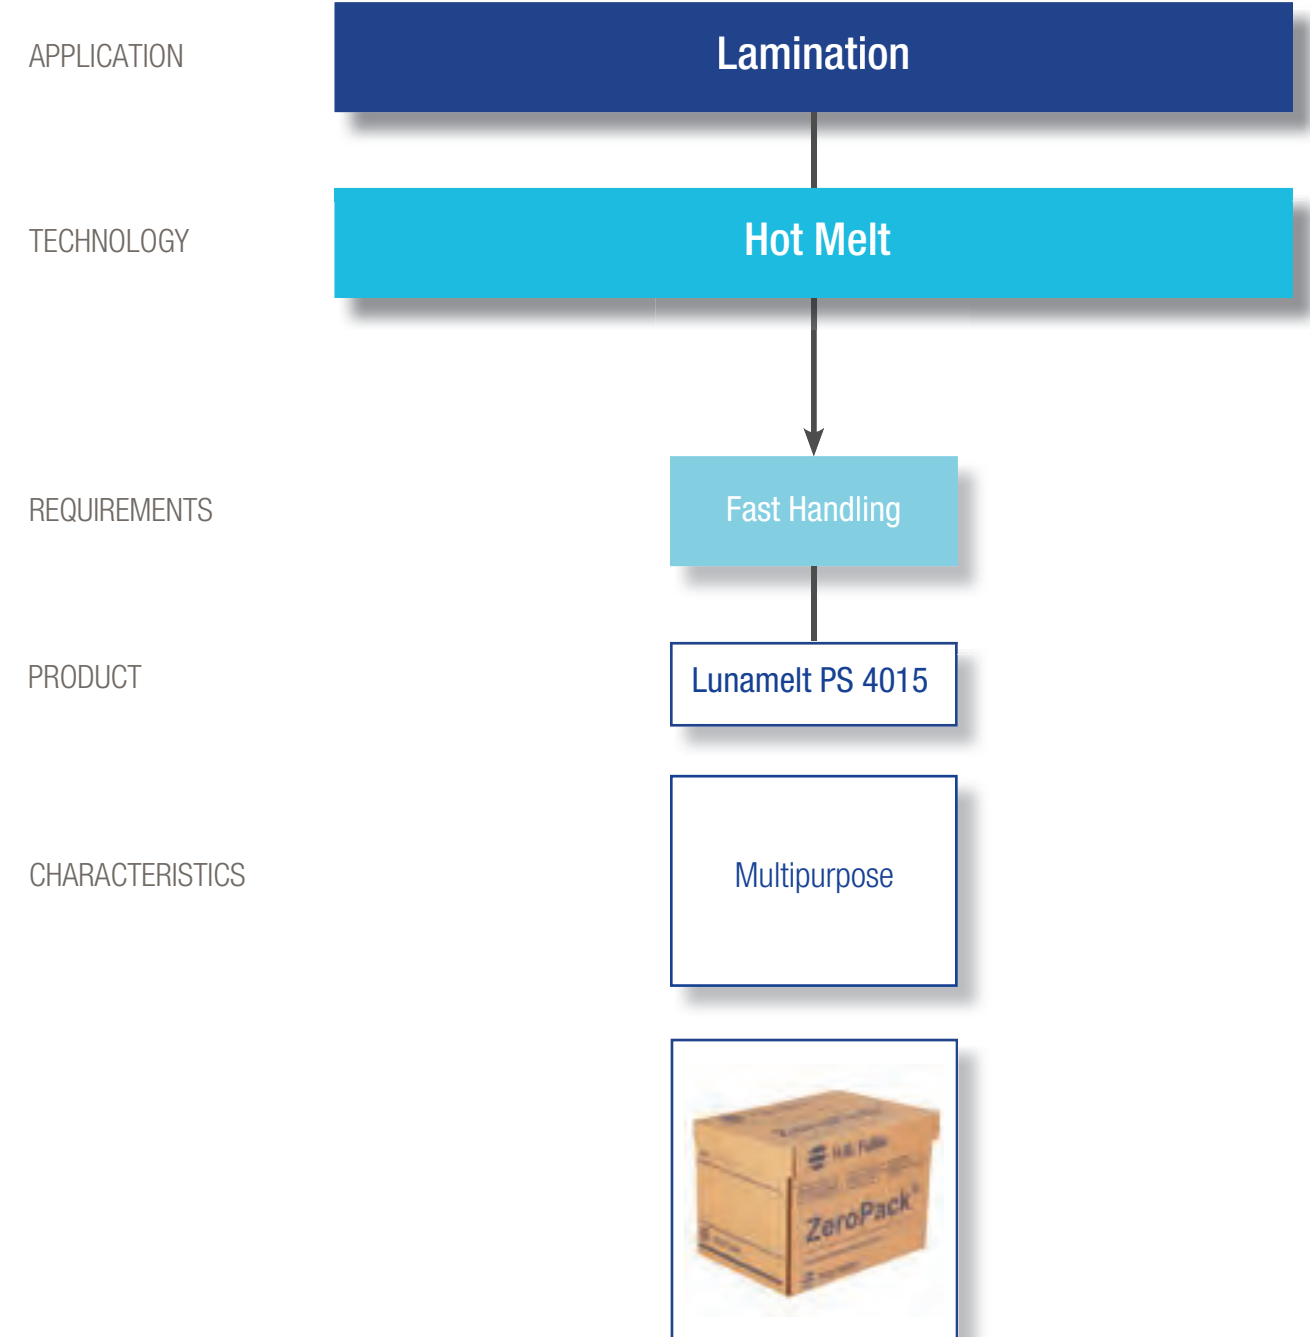 APPLICATION
Lamination
TECHNOLOGY
Hot Melt
REQUIREMENTS
Fast Handling
PRODUCT
Lunamelt PS 4015
CHARACTERISTICS
Multipurpose
H.B. Fuller
ZeroPack®